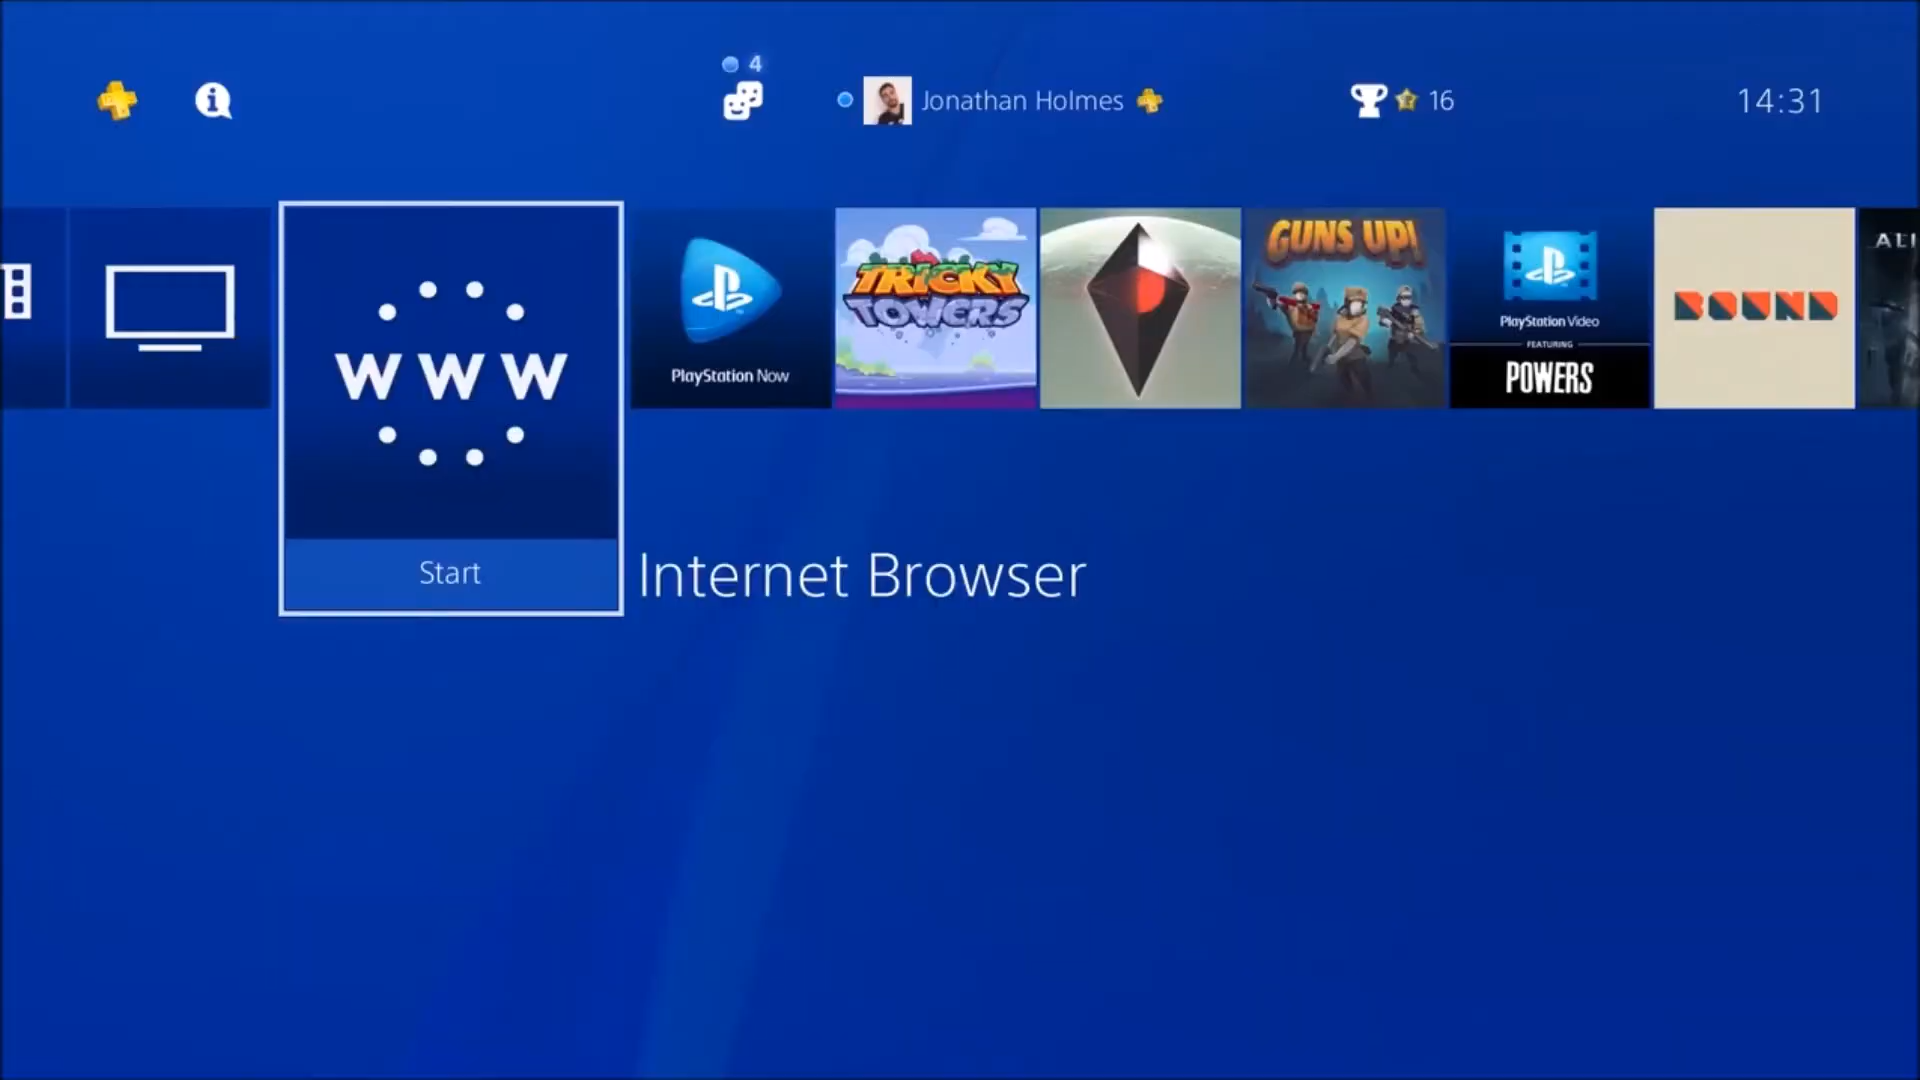 4
Jonathan Holmes
16
14:31
WWW
Start
Internet Browser
PlayStation Now
TRICKY
TOWERS
GUNS UP!
PlayStation Video
FEATURING
POWERS
BOUND
ALI